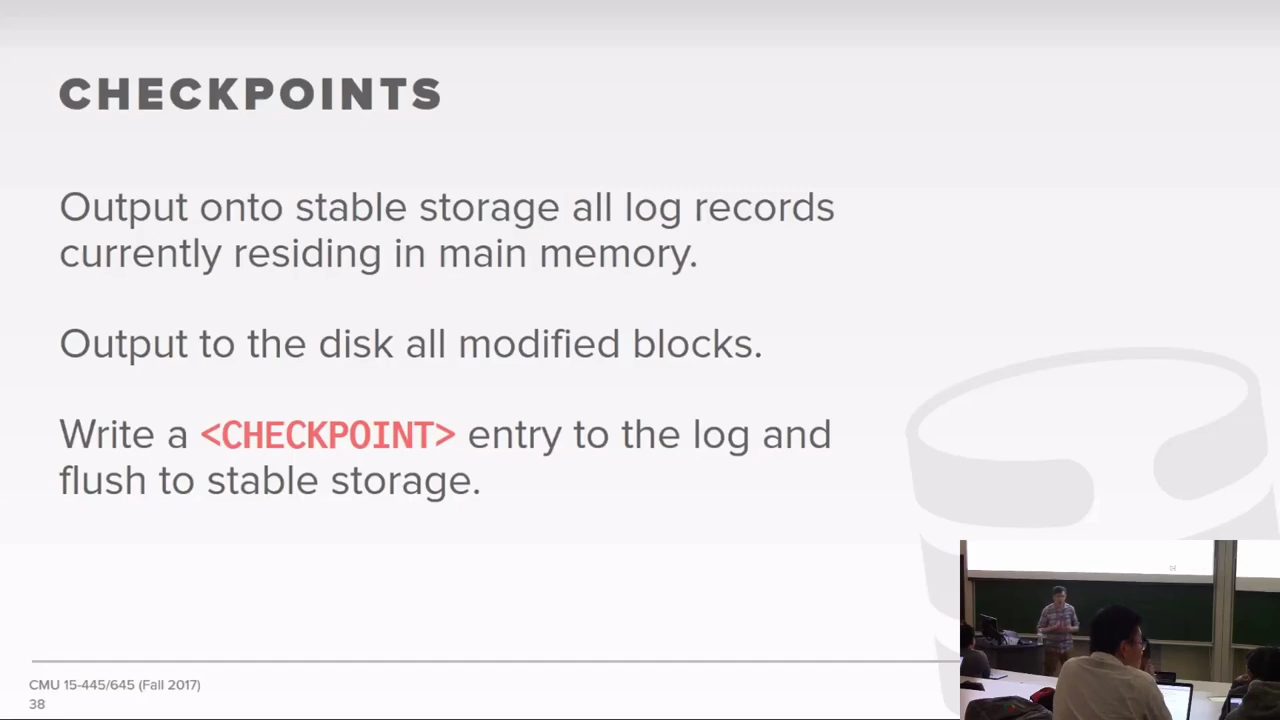 CHECKPOINTS
Output onto stable storage all log records
currently residing in main memory.
Output to the disk all modified blocks.
Write a <CHECKPOINT> entry to the log and
flush to stable storage.
CMU 15-445/645 (Fall 2017)
38